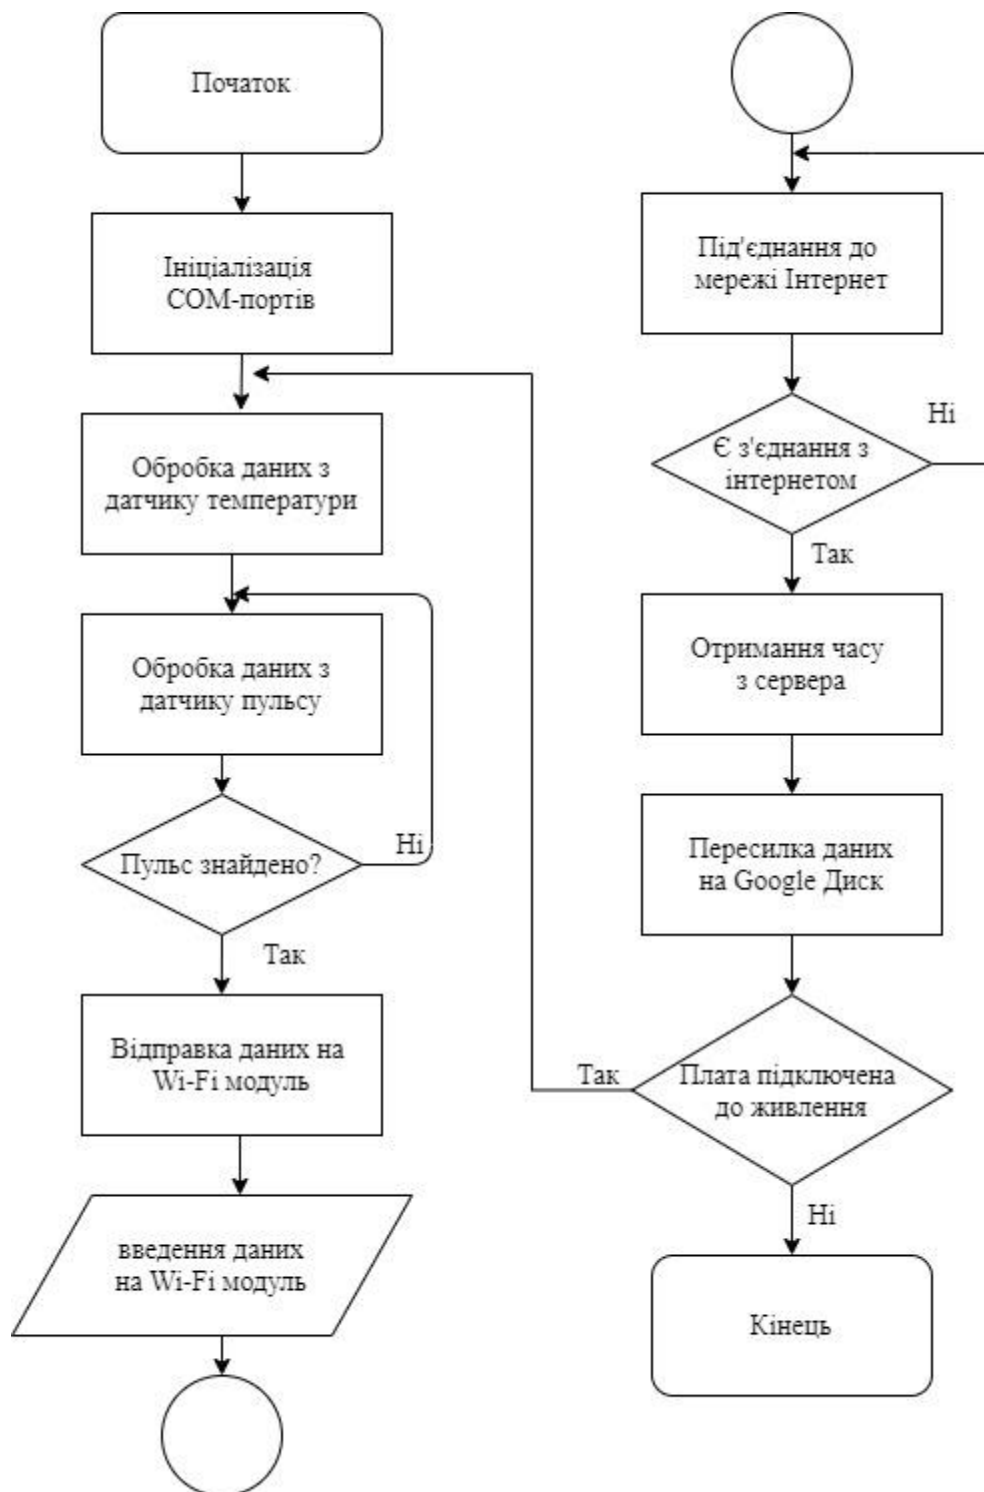 Початок
Ініціалізація
COM-портів
Обробка даних з
датчику температури
Обробка даних з
датчику пульсу
Пульс знайдено?
Ні
Так
Відправка даних на
Wi-Fi модуль
введення даних
на Wi-Fi модуль
Під'єднання до
мережі Інтернет
Є з'єднання з
інтернетом
Ні
Так
Отримання часу
з сервера
Пересилка даних
на Google Диск
Плата підключена
до живлення
Так
Ні
Кінець